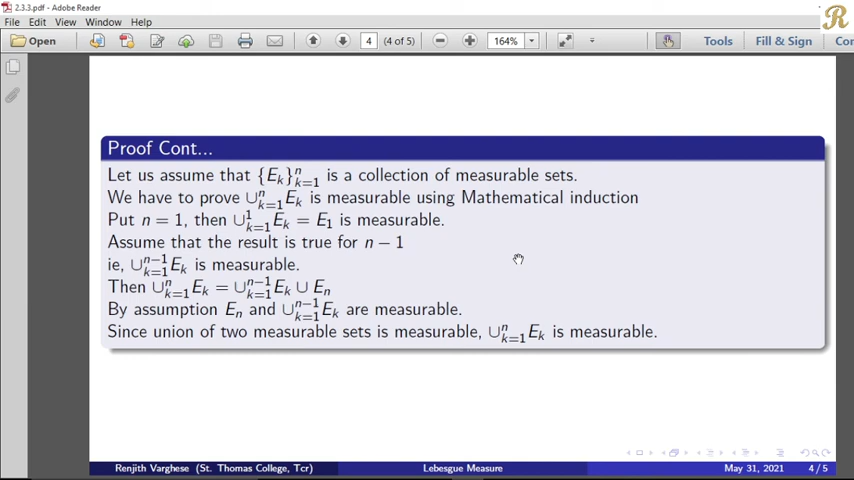 2.3.3.pdf - Adobe Reader
File Edit View Window Help
Open 4 (4 of 5) 164% Tools Fill & Sign Co
R
Proof Cont...
Let us assume that {E_k}_{k=1}^n is a collection of measurable sets.
We have to prove ∪_{k=1}^n E_k is measurable using Mathematical induction
Put n = 1, then ∪_{k=1}^1 E_k = E_1 is measurable.
Assume that the result is true for n − 1
ie, ∪_{k=1}^{n−1} E_k is measurable.
Then ∪_{k=1}^n E_k = ∪_{k=1}^{n−1} E_k ∪ E_n
By assumption E_n and ∪_{k=1}^{n−1} E_k are measurable.
Since union of two measurable sets is measurable, ∪_{k=1}^n E_k is measurable.
Renjith Varghese (St. Thomas College, Tcr) Lebesgue Measure May 31, 2021 4 / 5